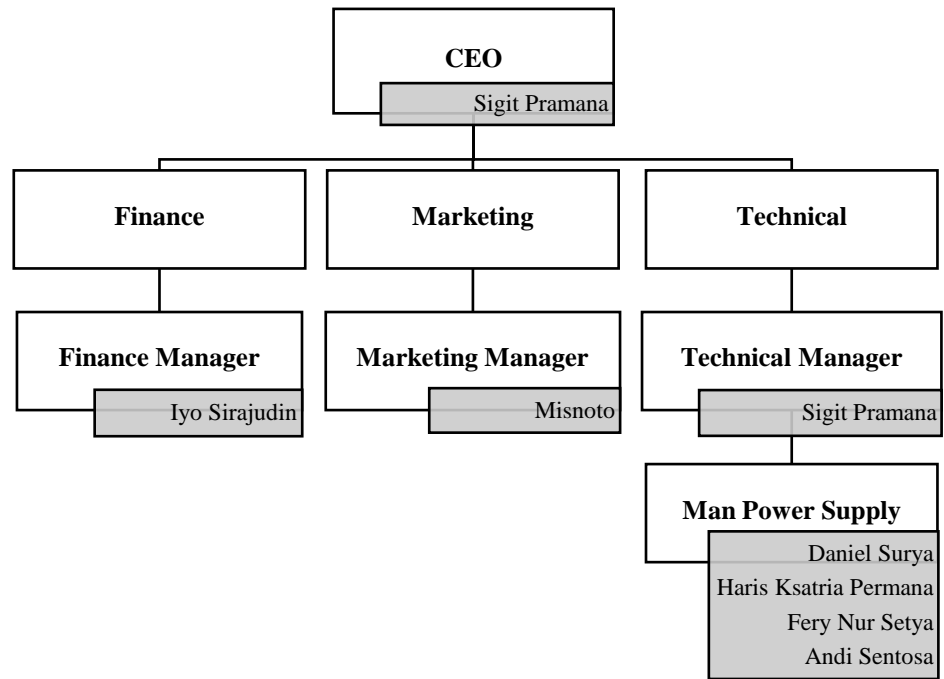 CEO
Sigit Pramana
Finance
Marketing
Technical
Finance Manager
Iyo Sirajudin
Marketing Manager
Misnoto
Technical Manager
Sigit Pramana
Man Power Supply
Daniel Surya
Haris Ksatria Permana
Fery Nur Setya
Andi Sentosa